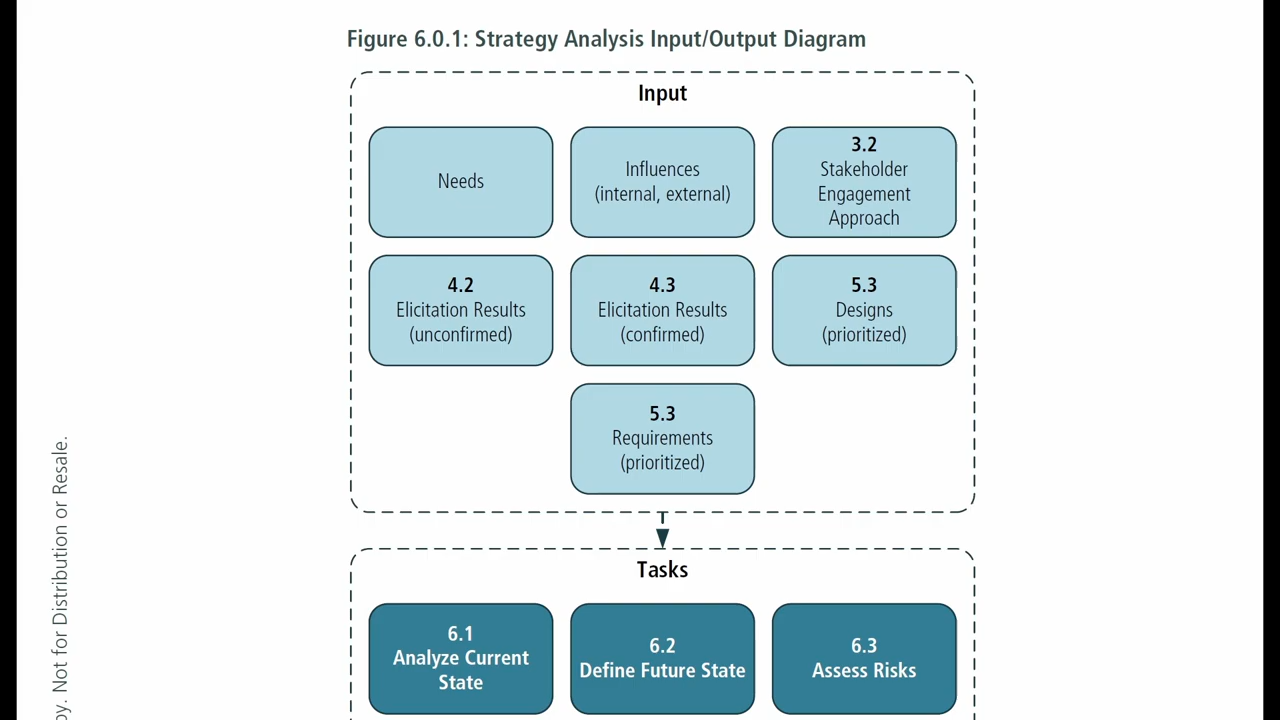 Figure 6.0.1: Strategy Analysis Input/Output Diagram
Input
Needs
Influences
(internal, external)
3.2
Stakeholder
Engagement
Approach
4.2
Elicitation Results
(unconfirmed)
4.3
Elicitation Results
(confirmed)
5.3
Designs
(prioritized)
5.3
Requirements
(prioritized)
Tasks
6.1
Analyze Current
State
6.2
Define Future State
6.3
Assess Risks
Not for Distribution or Resale.